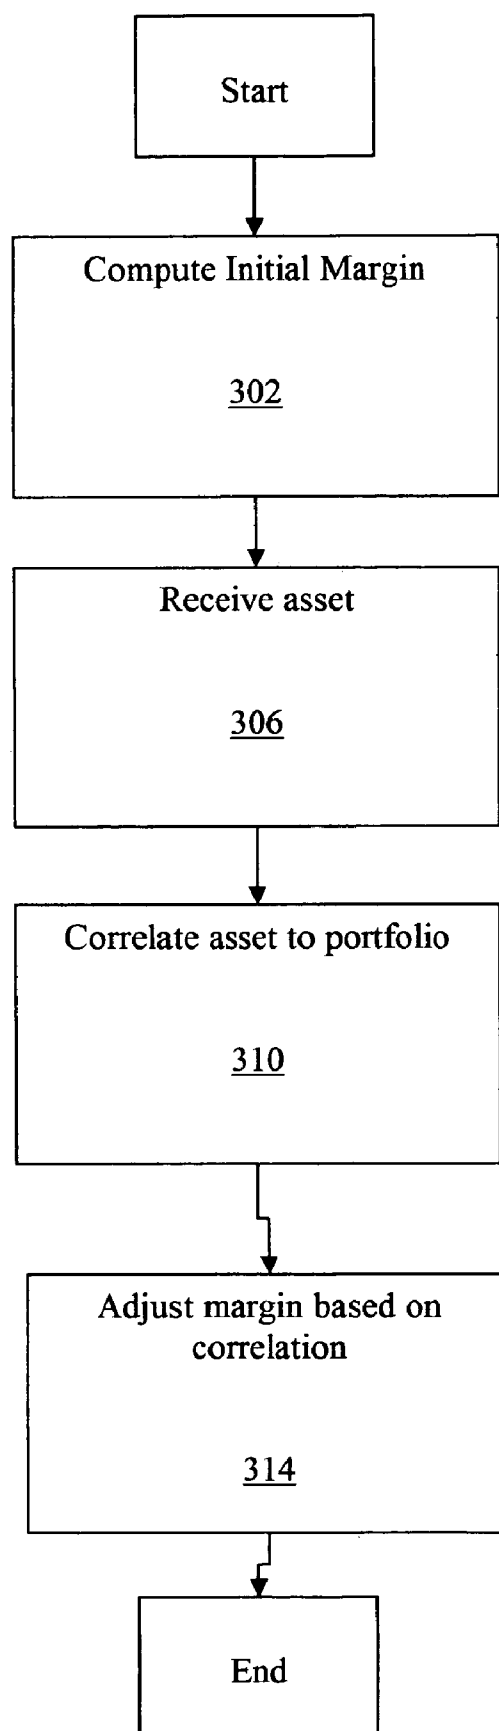 Start
Compute Initial Margin
302
Receive asset
306
Correlate asset to portfolio
310
Adjust margin based on
correlation
314
End